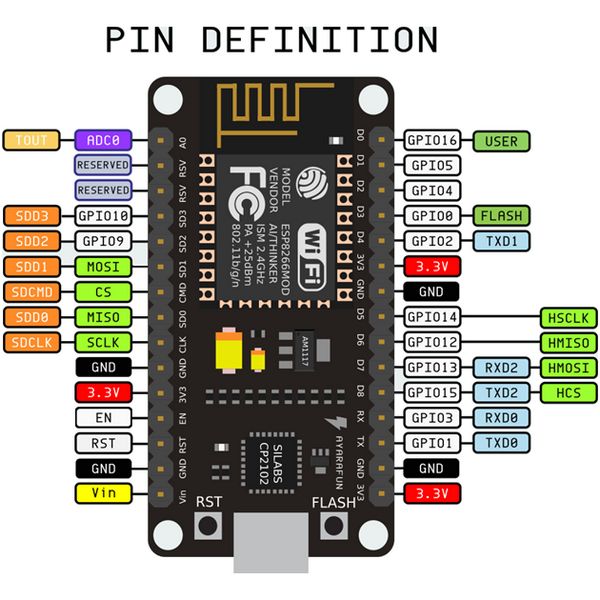 PIN DEFINITION
TOUT ADC0 A0 D0 GPIO16 USER
RESERVED RSV D1 GPIO5
RESERVED RSV D2 GPIO4
SDD3 GPIO10 SD3 D3 GPIO0 FLASH
SDD2 GPIO9 SD2 D4 GPIO2 TXD1
SDD1 MOSI SD1 3V3 3.3V
SDCMD CS CMD GND GND
SDD0 MISO SD0 D5 GPIO14 HSCLK
SDCLK SCLK CLK D6 GPIO12 HMISO
GND GND D7 GPIO13 RXD2 HMOSI
3.3V 3V3 D8 GPIO15 TXD2 HCS
EN EN RX GPIO3 RXD0
RST RST TX GPIO1 TXD0
GND GND GND GND
Vin Vin 3V3 3.3V
MODEL ESP8266MOD
VENDOR AI/THINKER
ISM 2.4GHz
PA +25dBm
802.11b/g/n
FC
Wi Fi
AM1117
SILABS
CP2102
AYARAFUN
RST
FLASH